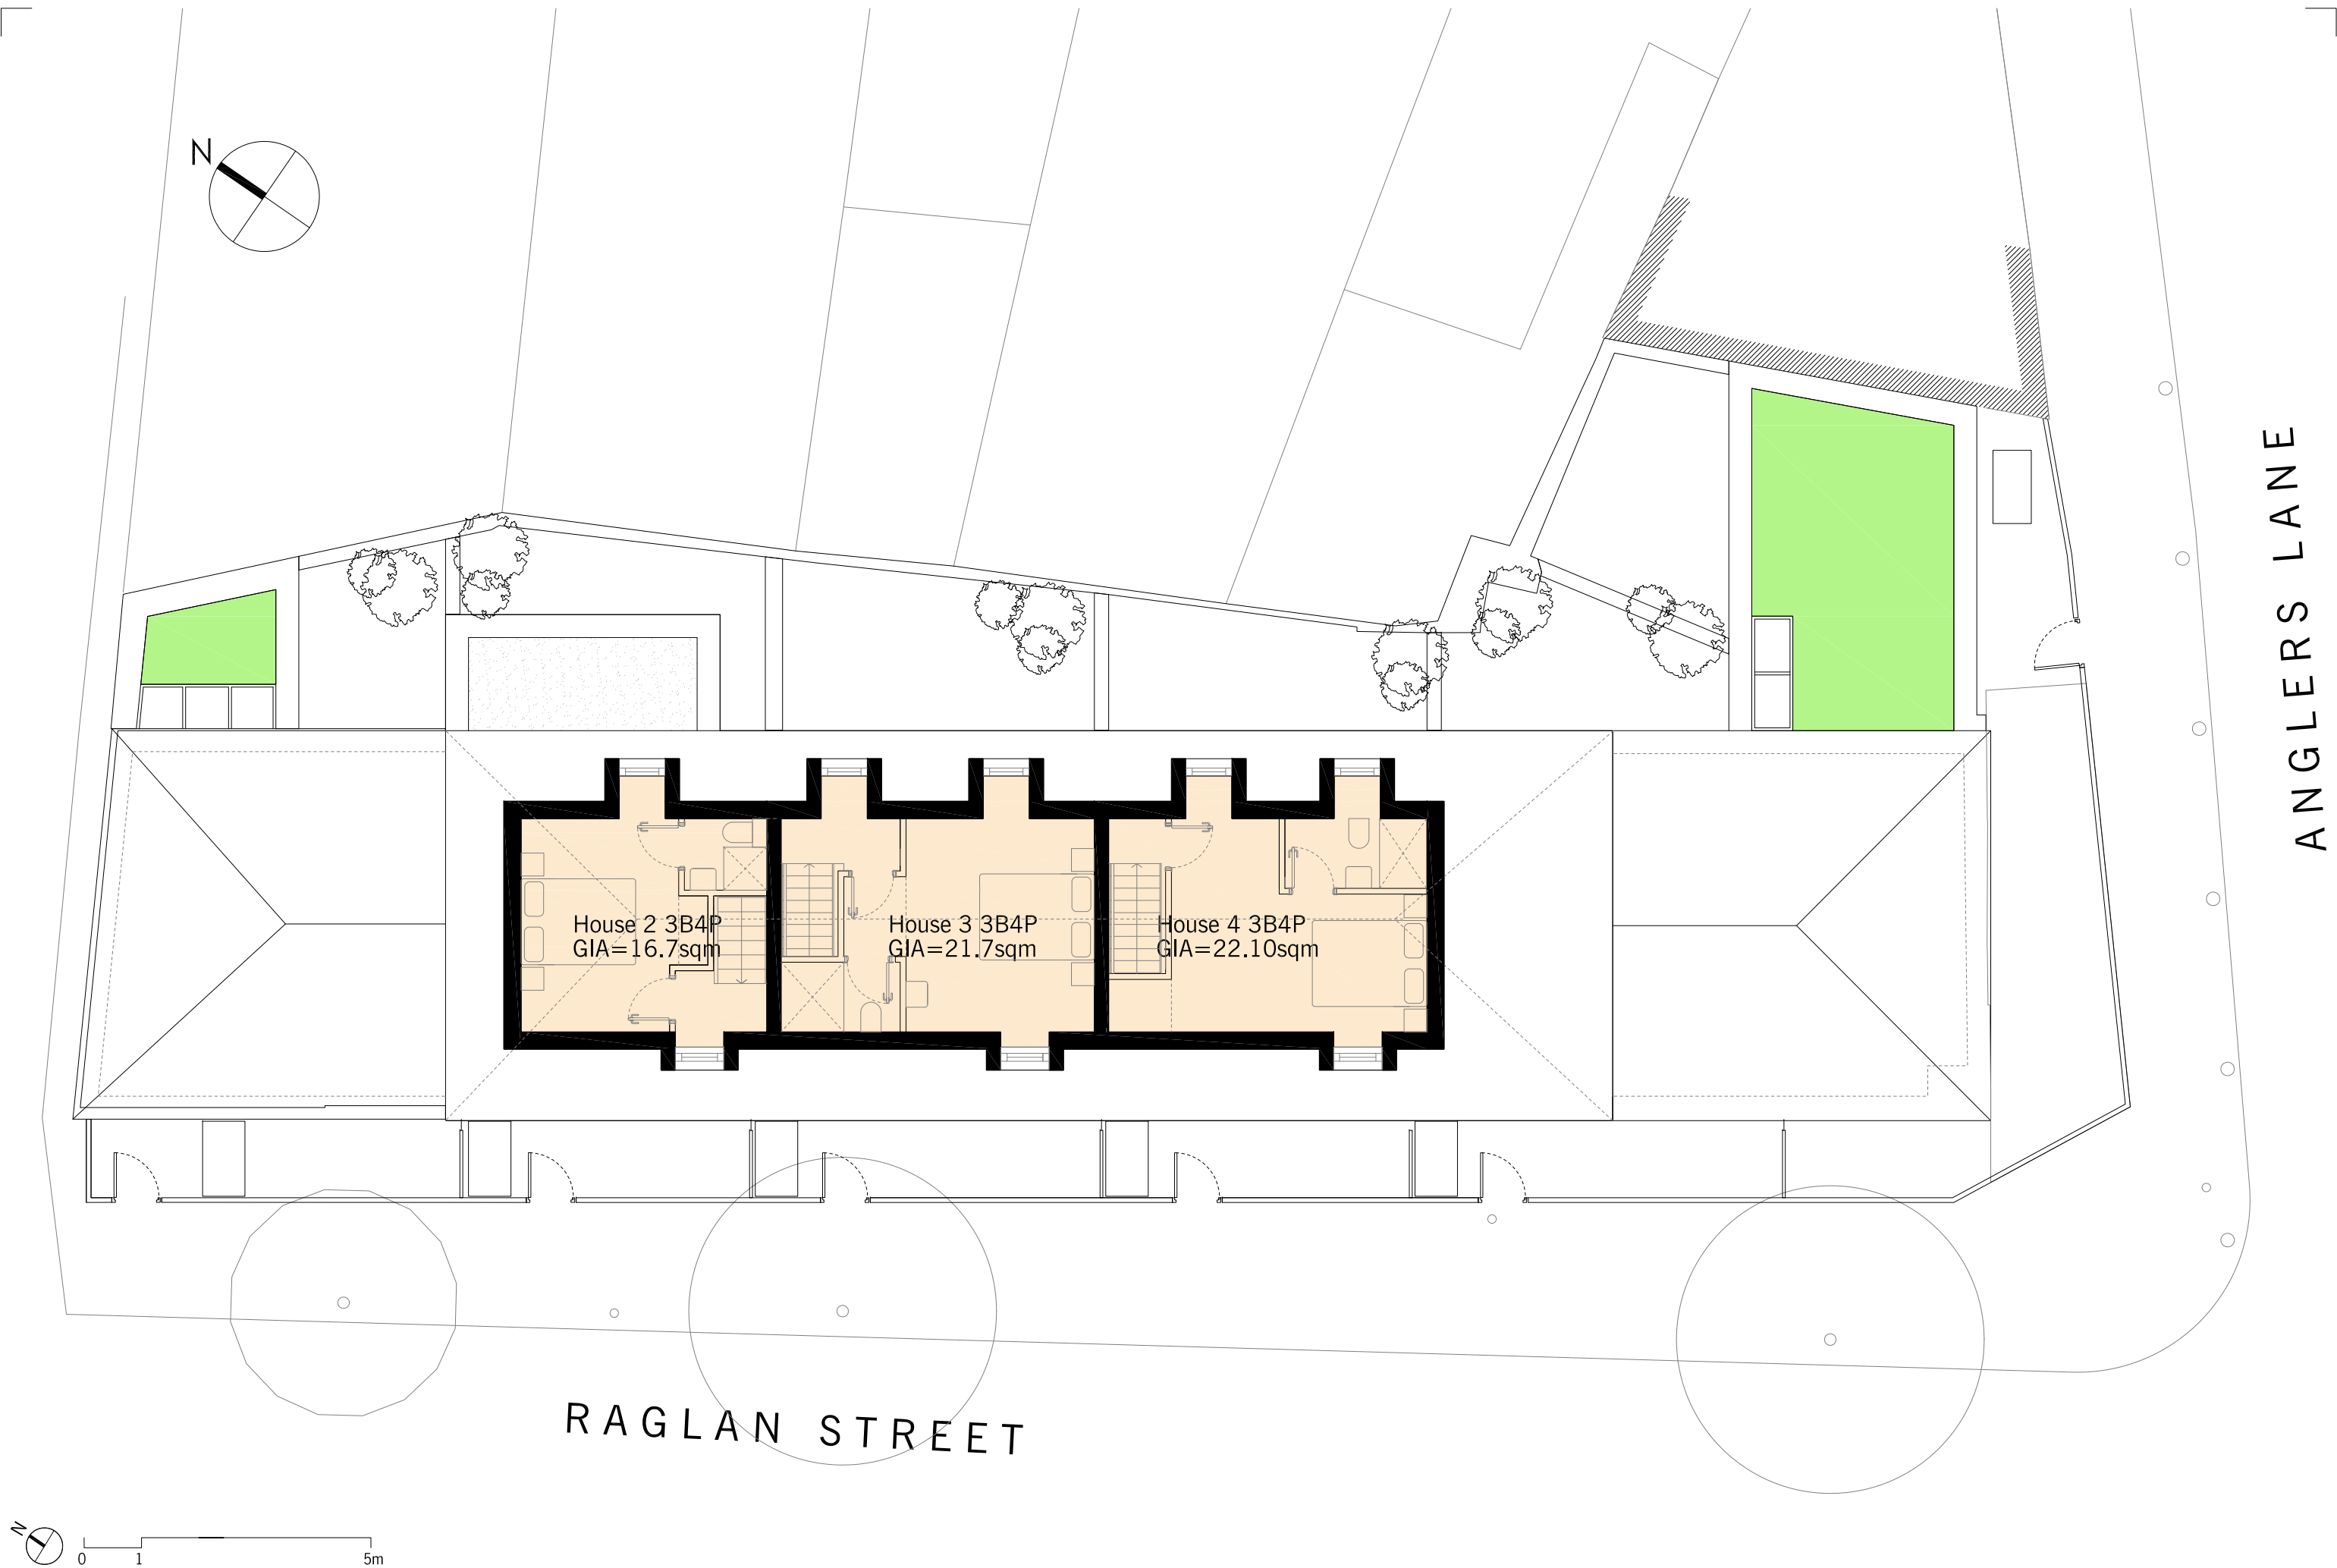 N
ANGLERS LANE
House 2 3B4P
GIA=16.7sqm
House 3 3B4P
GIA=21.7sqm
House 4 3B4P
GIA=22.10sqm
RAGLAN STREET
N
0 1 5m